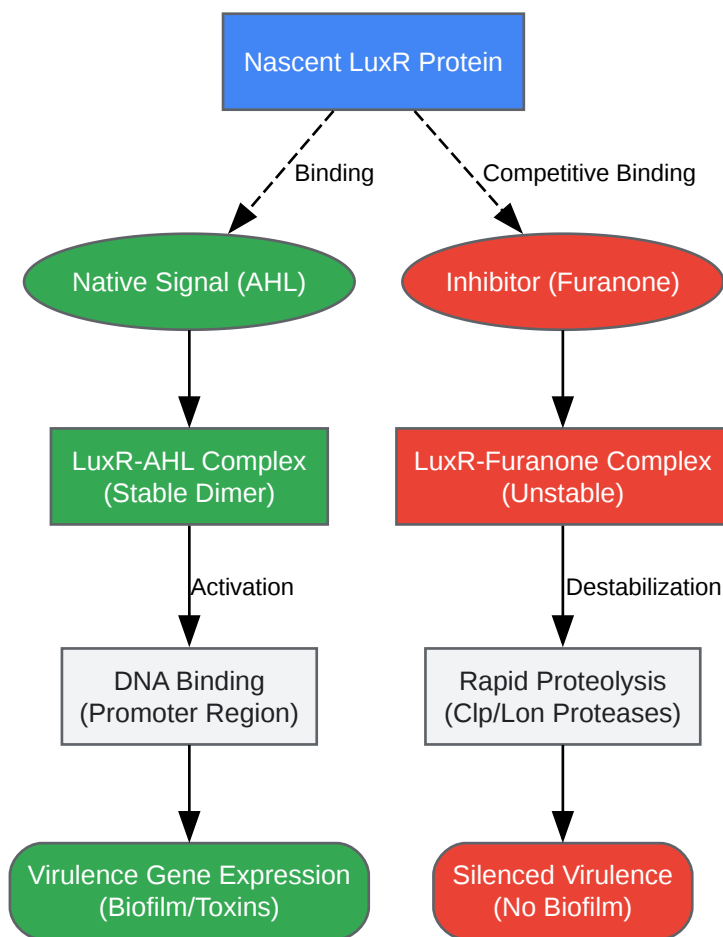 Nascent LuxR Protein
Binding
Competitive Binding
Native Signal (AHL)
Inhibitor (Furanone)
LuxR-AHL Complex
(Stable Dimer)
LuxR-Furanone Complex
(Unstable)
Activation
Destabilization
DNA Binding
(Promoter Region)
Rapid Proteolysis
(Clp/Lon Proteases)
Virulence Gene Expression
(Biofilm/Toxins)
Silenced Virulence
(No Biofilm)